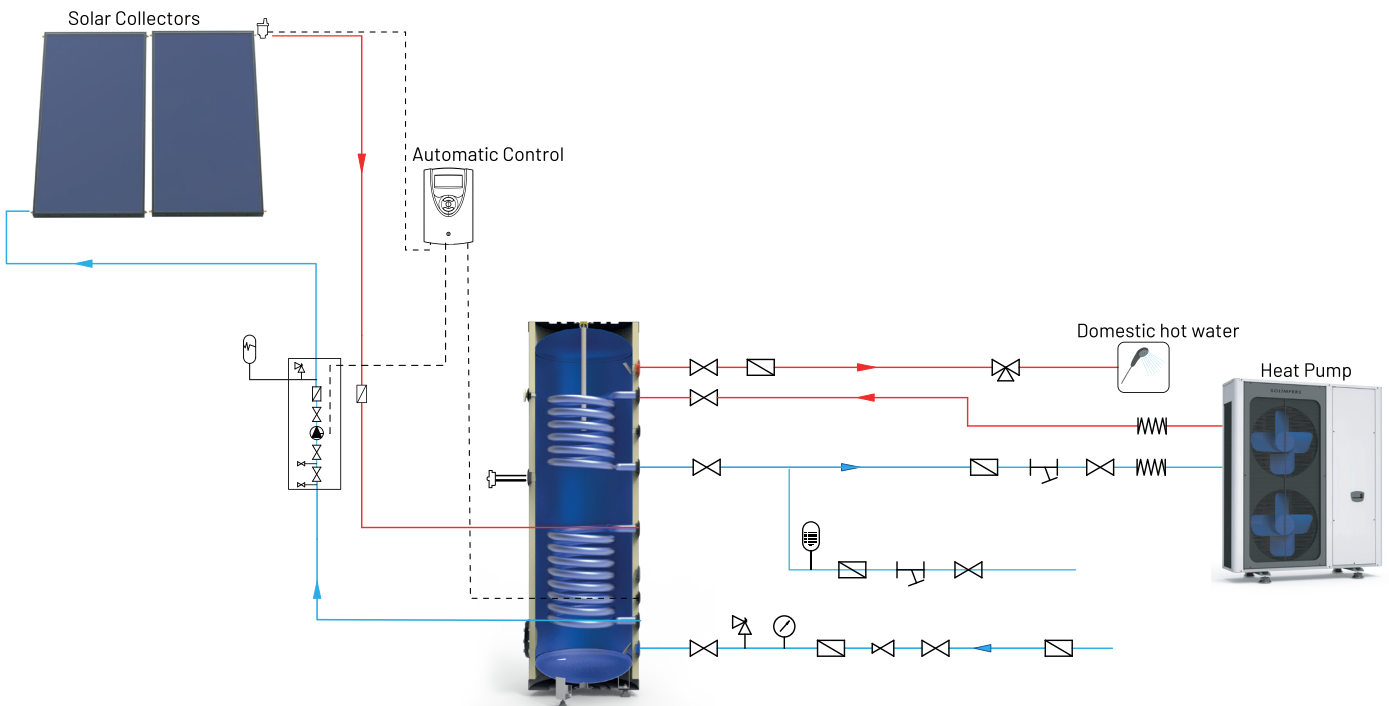 Solar Collectors
Automatic Control
Domestic hot water
Heat Pump